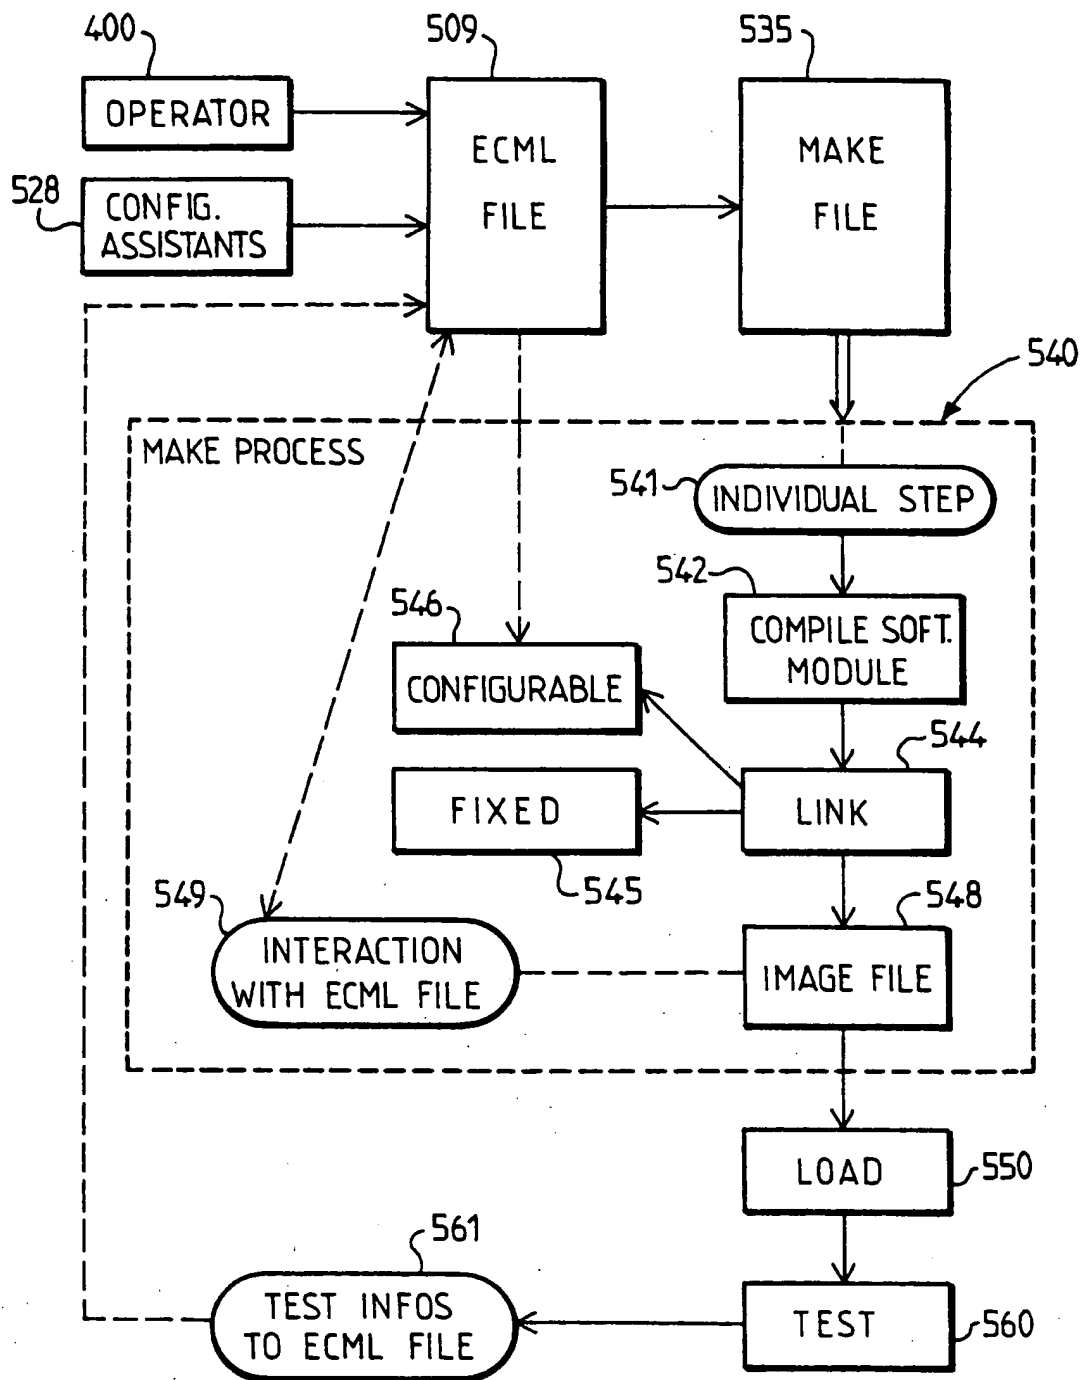 400
509
535
OPERATOR
ECML
FILE
MAKE
FILE
528
CONFIG.
ASSISTANTS
540
MAKE PROCESS
541
INDIVIDUAL STEP
542
COMPILE SOFT.
MODULE
546
CONFIGURABLE
544
LINK
FIXED
545
549
INTERACTION
WITH ECML FILE
548
IMAGE FILE
LOAD
550
561
TEST INFOS
TO ECML FILE
TEST
560